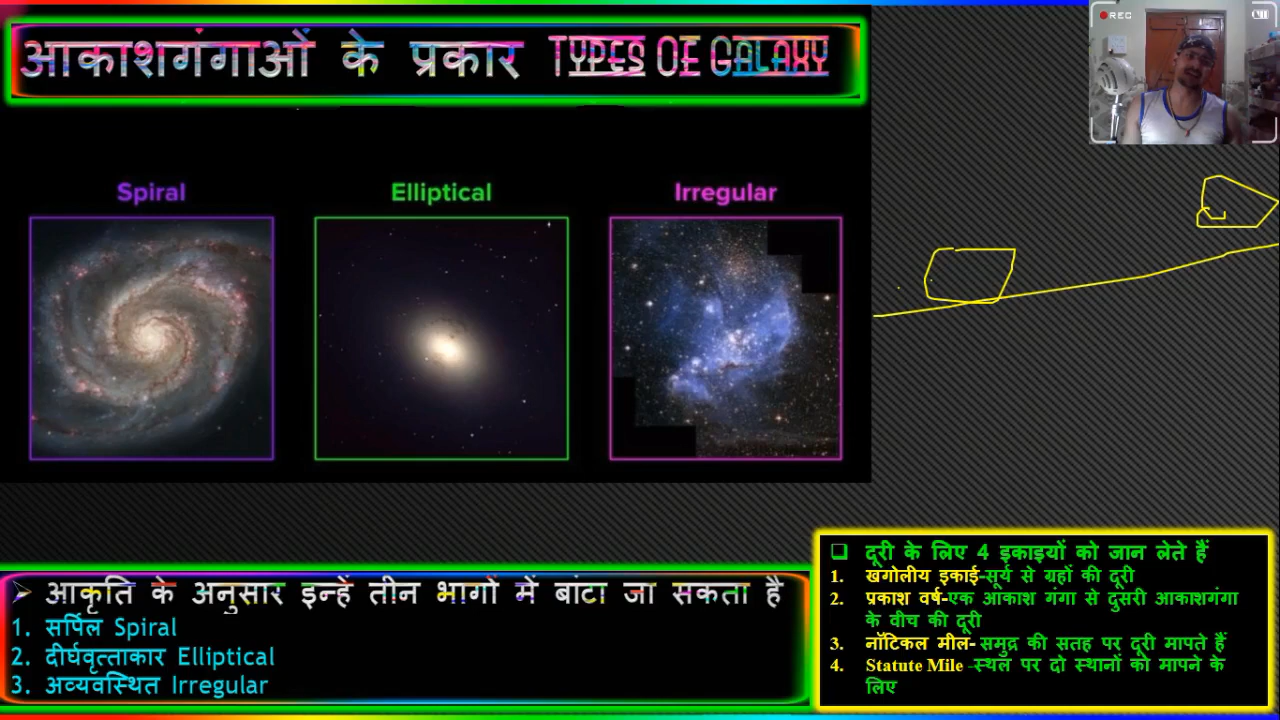 आकाशगंगाओं के प्रकार TYPES OF GALAXY
REC
Spiral
Elliptical
Irregular
➢ आकृति के अनुसार इन्हें तीन भागों में बांटा जा सकता है
1. सर्पिल Spiral
2. दीर्घवृत्ताकार Elliptical
3. अव्यवस्थित Irregular
❑ दूरी के लिए 4 इकाइयों को जान लेते हैं
1. खगोलीय इकाई-सूर्य से ग्रहों की दूरी
2. प्रकाश वर्ष-एक आकाश गंगा से दुसरी आकाशगंगा
के वीच की दूरी
3. नॉटिकल मील- समुद्र की सतह पर दूरी मापते हैं
4. Statute Mile -स्थल पर दो स्थानों को मापने के
लिए